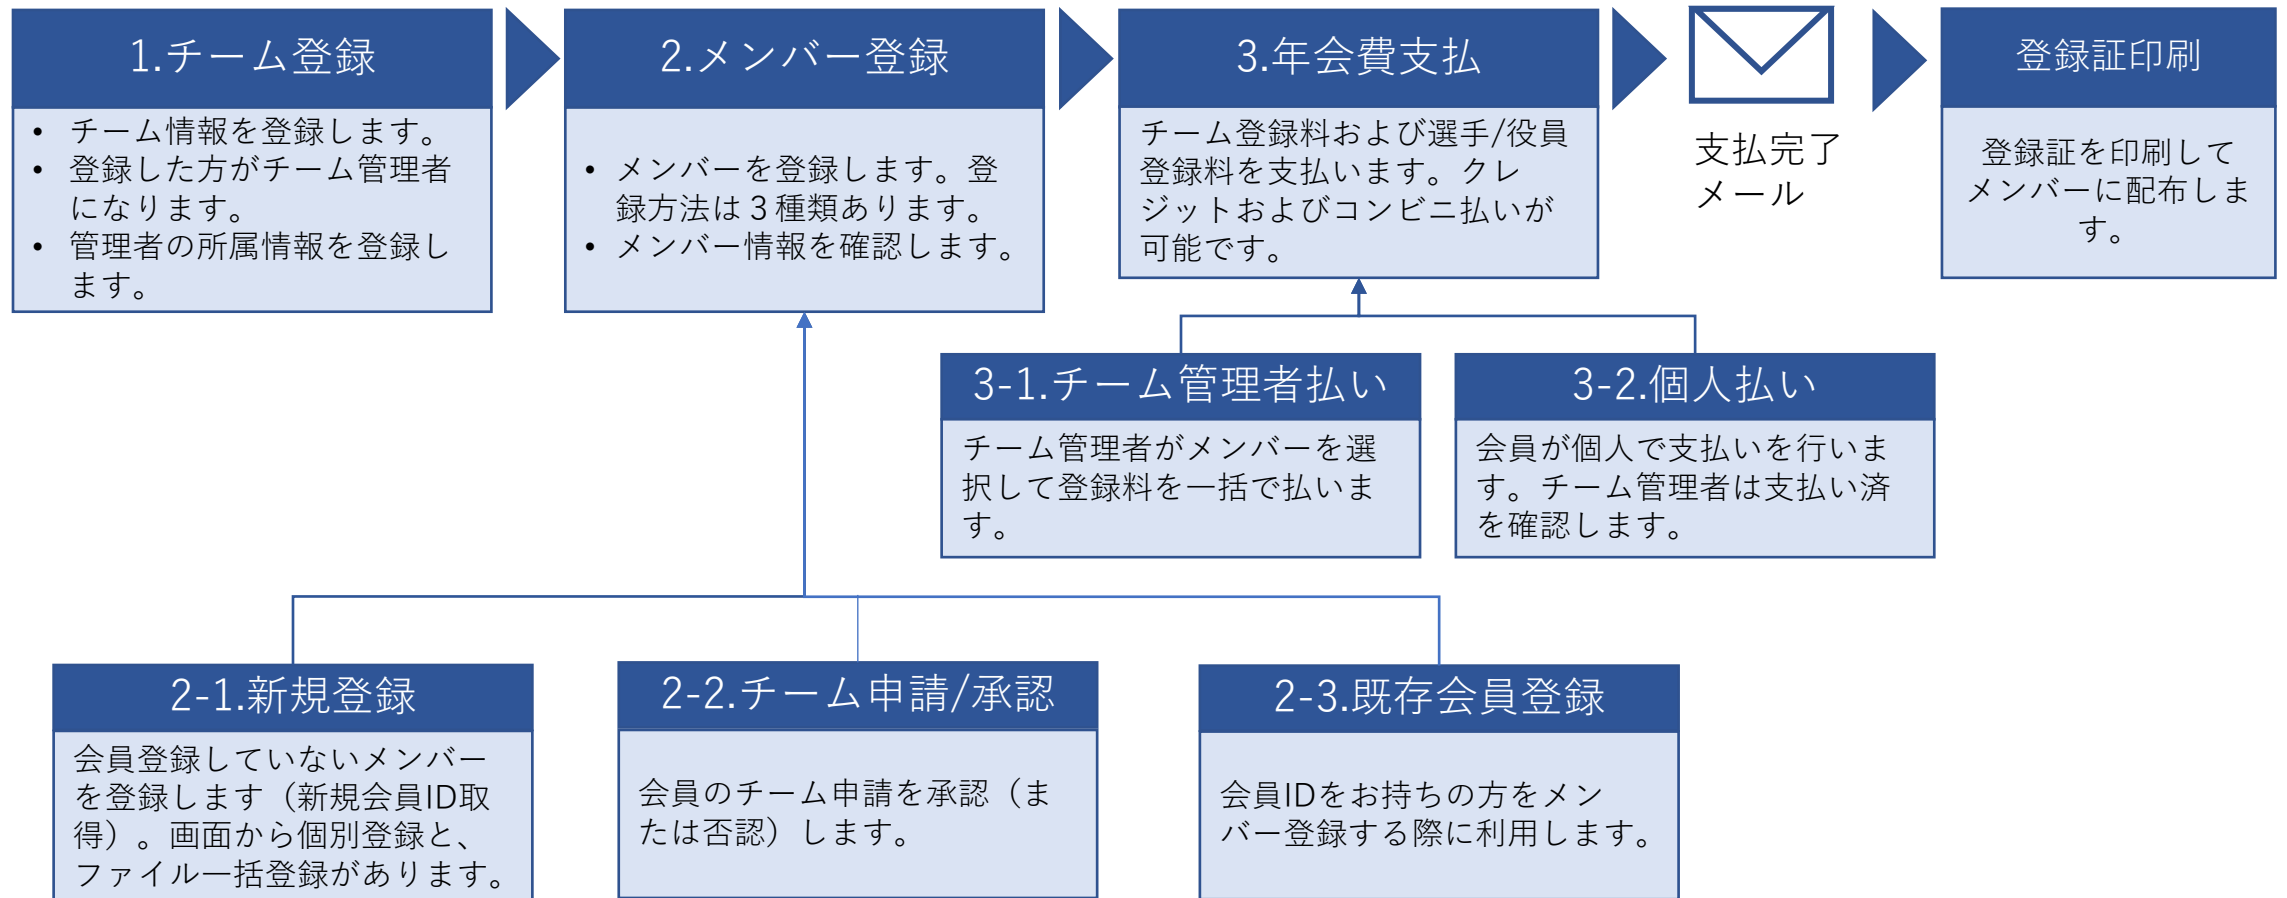 1.チーム登録
• チーム情報を登録します。
• 登録した方がチーム管理者
になります。
• 管理者の所属情報を登録し
ます。
2.メンバー登録
• メンバーを登録します。登
録方法は３種類あります。
• メンバー情報を確認します。
3.年会費支払
チーム登録料および選手/役員
登録料を支払います。クレ
ジットおよびコンビニ払いが
可能です。
支払完了
メール
登録証印刷
登録証を印刷して
メンバーに配布しま
す。
3-1.チーム管理者払い
チーム管理者がメンバーを選
択して登録料を一括で払いま
す。
3-2.個人払い
会員が個人で支払いを行いま
す。チーム管理者は支払い済
を確認します。
2-1.新規登録
会員登録していないメンバー
を登録します（新規会員ID取
得）。画面から個別登録と、
ファイル一括登録があります。
2-2.チーム申請/承認
会員のチーム申請を承認（ま
たは否認）します。
2-3.既存会員登録
会員IDをお持ちの方をメン
バー登録する際に利用します。